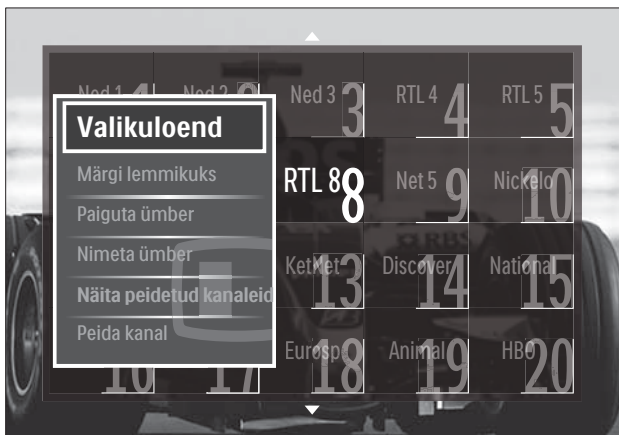 Ned 1
Ned 2
Ned 3 3
RTL 4 4
RTL 5 5
Valikuloend
Märgi lemmikuks
Paiguta ümber
Nimeta ümber
Näita peidetud kanaleid
Peida kanal
RTL 8 8
Net 5 9
Nickelo 10
KetNet 13
Discover 14
National 15
16
17
Eurospo 18
Animal 19
HBO 20